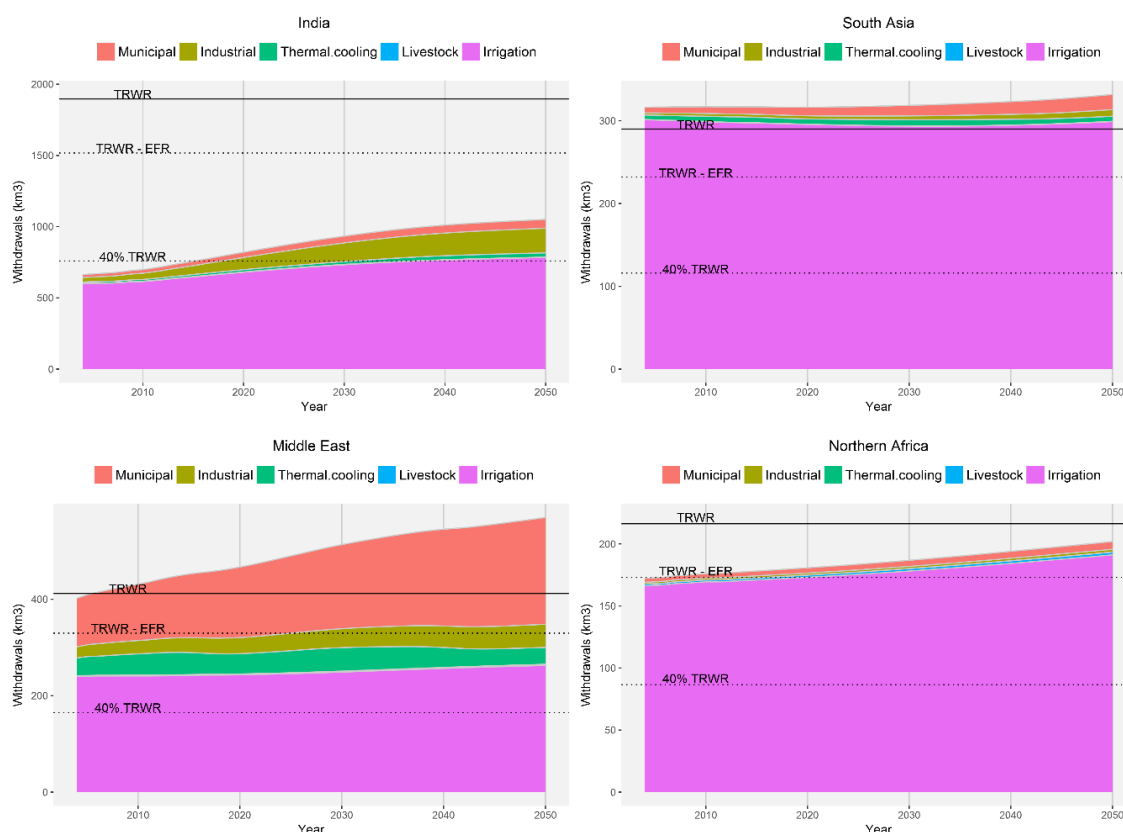 India
Municipal Industrial Thermal.cooling Livestock Irrigation
2000
1500
1000
500
0
Withdrawals (km3)
TRWR
TRWR - EFR
40% TRWR
2010 2020 2030 2040 2050
Year
South Asia
Municipal Industrial Thermal.cooling Livestock Irrigation
300
200
100
0
Withdrawals (km3)
TRWR
TRWR - EFR
40% TRWR
2010 2020 2030 2040 2050
Year
Middle East
Municipal Industrial Thermal.cooling Livestock Irrigation
400
200
0
Withdrawals (km3)
TRWR
TRWR - EFR
40% TRWR
2010 2020 2030 2040 2050
Year
Northern Africa
Municipal Industrial Thermal.cooling Livestock Irrigation
200
150
100
50
0
Withdrawals (km3)
TRWR
TRWR - EFR
40% TRWR
2010 2020 2030 2040 2050
Year